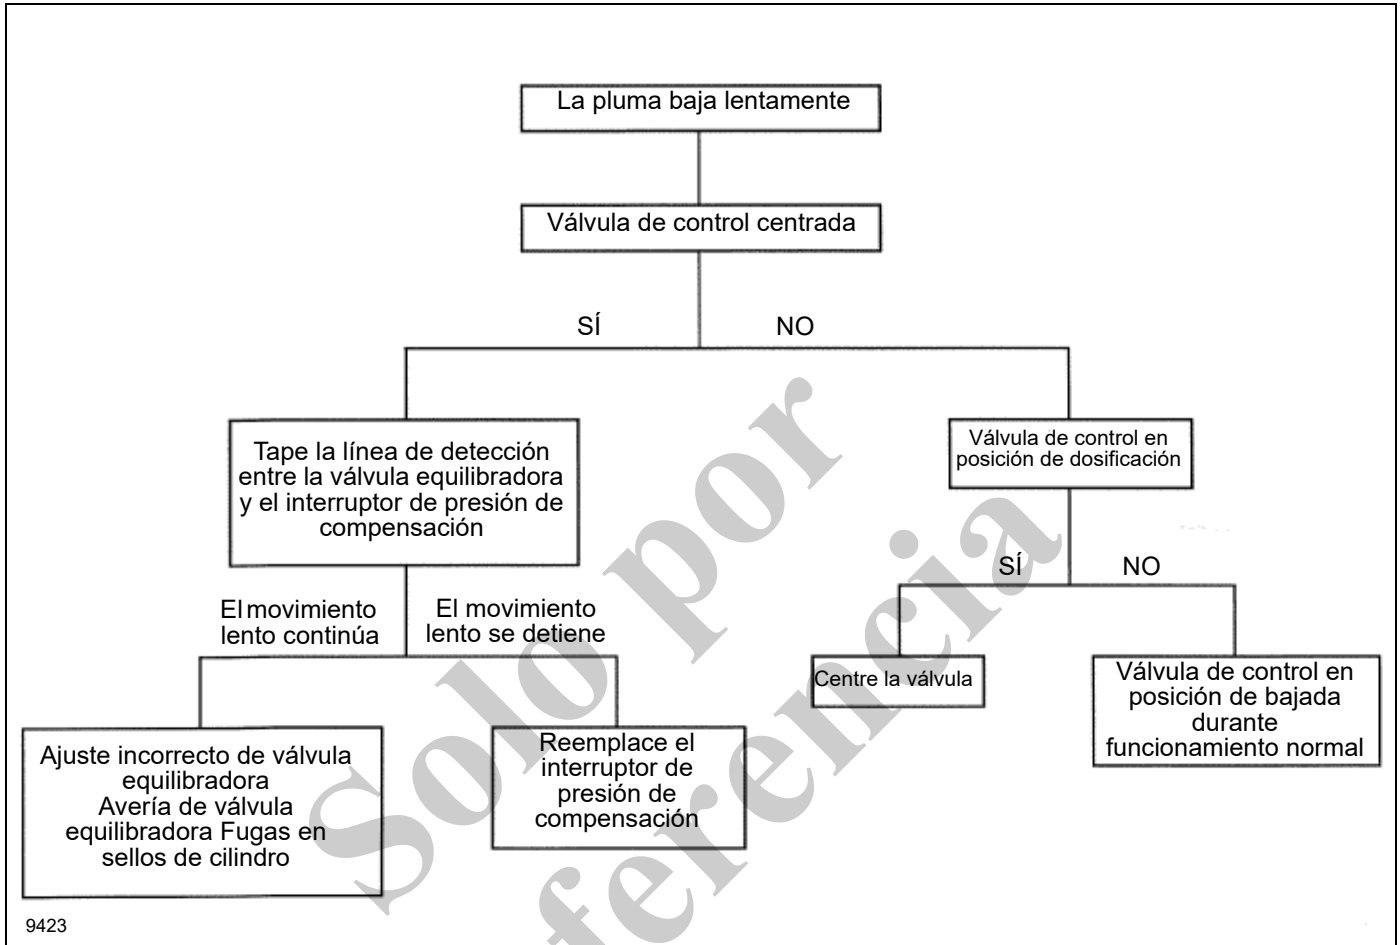 La pluma baja lentamente
Válvula de control centrada
SÍ
NO
Tape la línea de detección
entre la válvula equilibradora
y el interruptor de presión de
compensación
Válvula de control en
posición de dosificación
SÍ
NO
El movimiento
lento continúa
El movimiento
lento se detiene
Centre la válvula
Válvula de control en
posición de bajada
durante
funcionamiento normal
Ajuste incorrecto de válvula
equilibradora
Avería de válvula
equilibradora Fugas en
sellos de cilindro
Reemplace el
interruptor de
presión de
compensación
9423
Solo por
ferencia